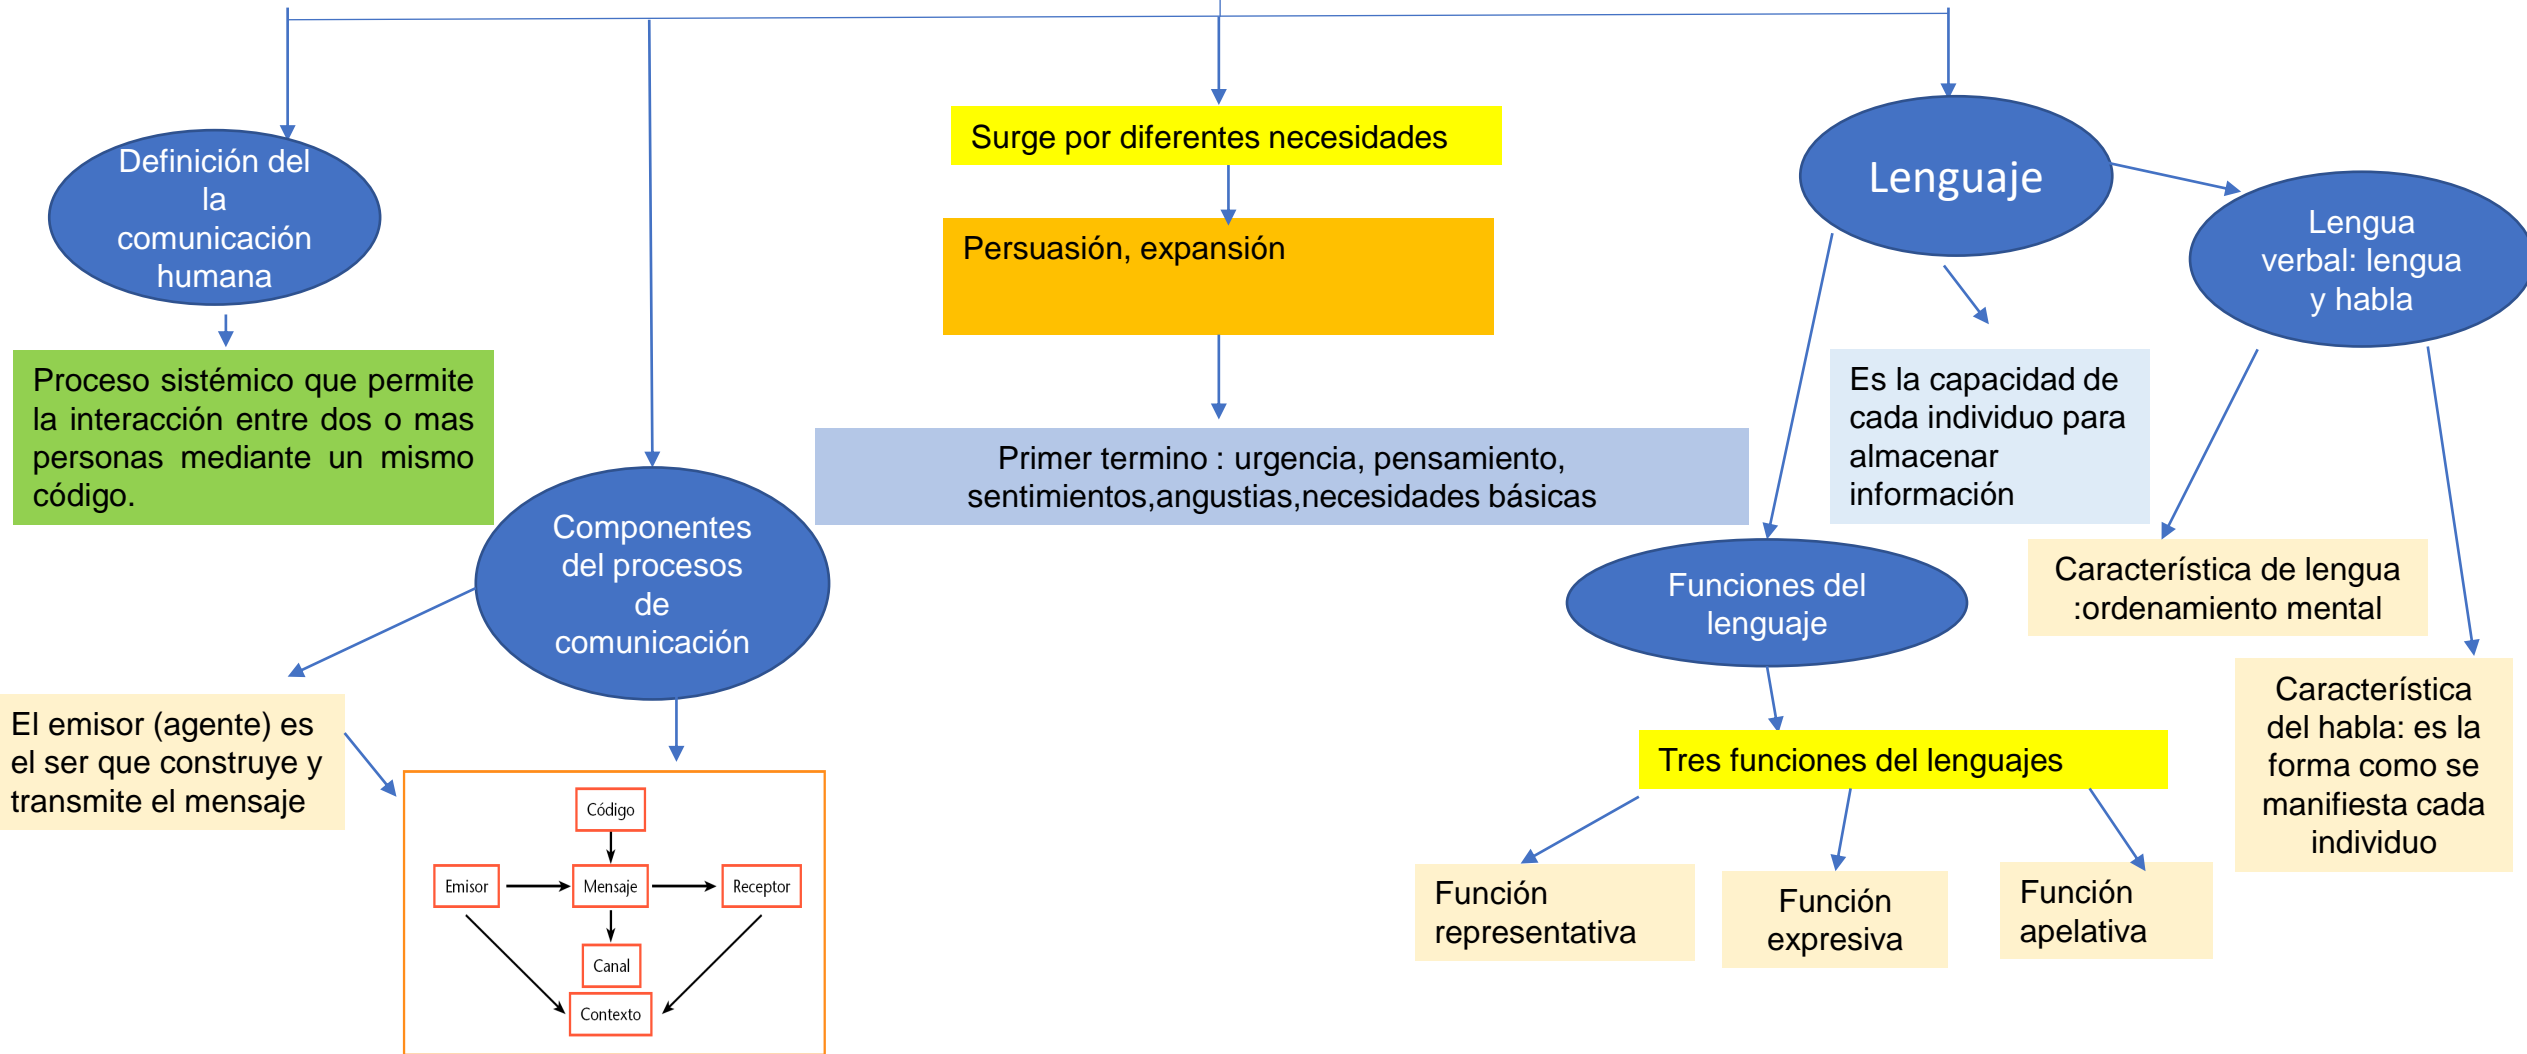 Definición del
la
comunicación
humana
Proceso sistémico que permite
la interacción entre dos o mas
personas mediante un mismo
código.
Componentes
del procesos
de
comunicación
El emisor (agente) es
el ser que construye y
transmite el mensaje
Código
Emisor
Mensaje
Receptor
Canal
Contexto
Surge por diferentes necesidades
Persuasión, expansión
Primer termino : urgencia, pensamiento,
sentimientos,angustias,necesidades básicas
Lenguaje
Es la capacidad de
cada individuo para
almacenar
información
Funciones del
lenguaje
Tres funciones del lenguajes
Función
representativa
Función
expresiva
Función
apelativa
Lengua
verbal: lengua
y habla
Característica de lengua
:ordenamiento mental
Característica
del habla: es la
forma como se
manifiesta cada
individuo